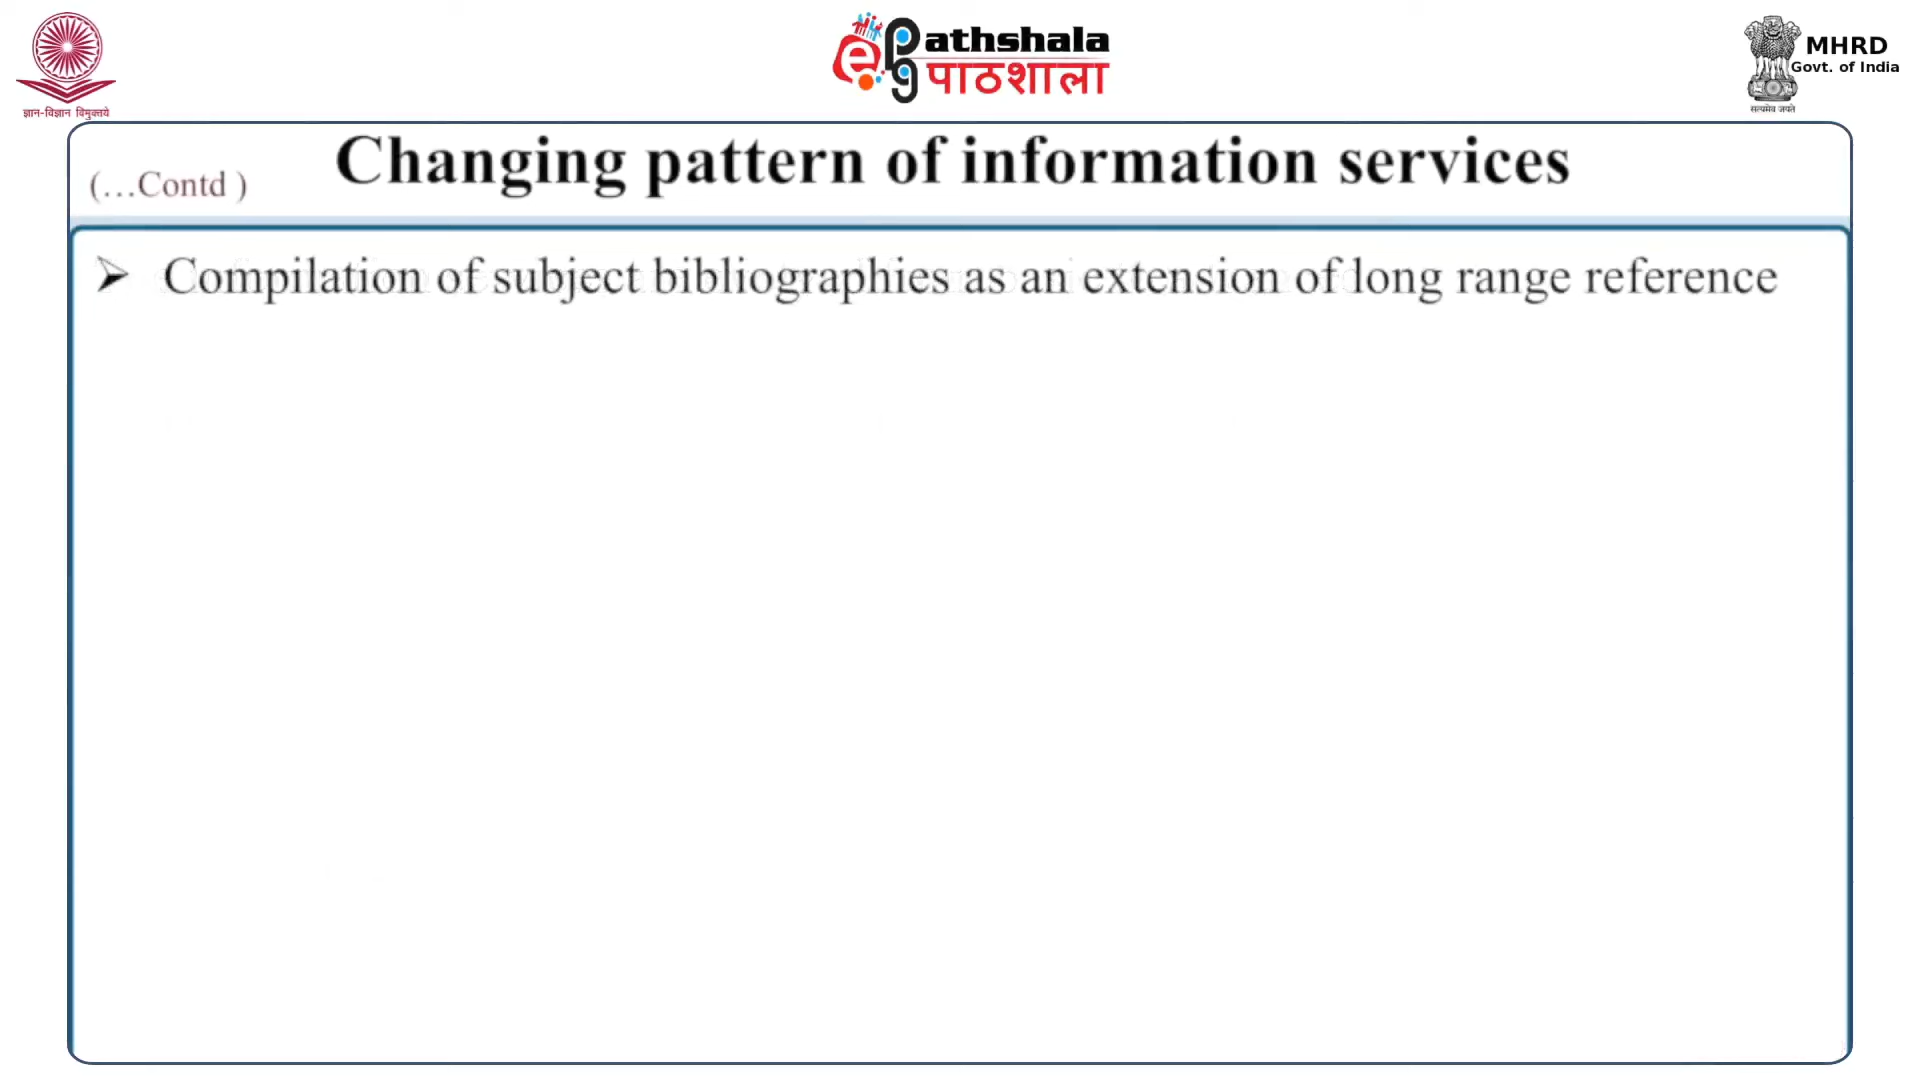 ज्ञान-विज्ञान विमुक्तये
ePathshala
पाठशाला
MHRD
Govt. of India
सत्यमेव जयते
Changing pattern of information services
(...Contd )
➢ Compilation of subject bibliographies as an extension of long range reference